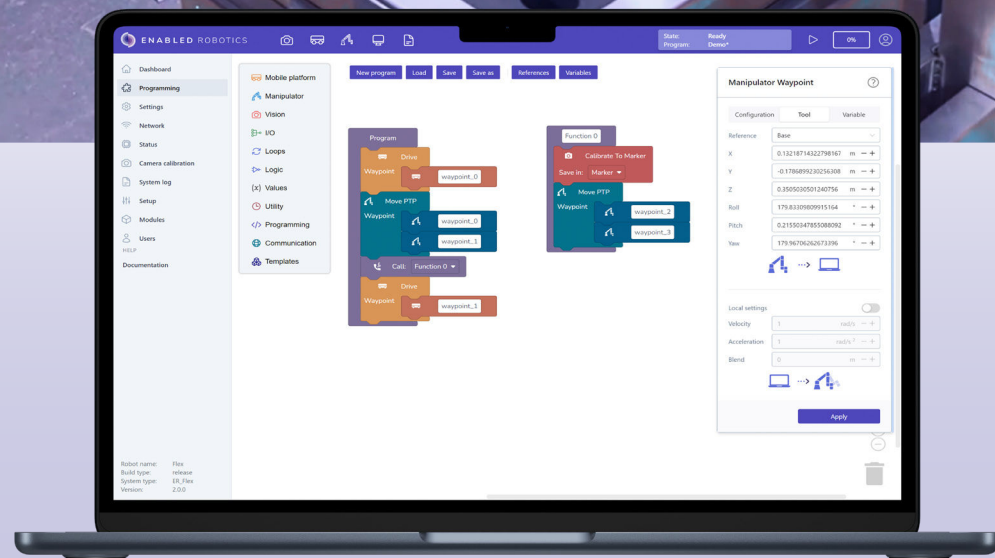 ENABLED ROBOTICS
State: Ready
Program: Demo*
0%
Dashboard
Programming
Settings
Network
Status
Camera calibration
System log
Setup
Modules
Users
HELP
Documentation
Robot name: Flex
Build type: release
System type: ER_Flex
Version: 2.0.0
Mobile platform
Manipulator
Vision
I/O
Loops
Logic
(x) Values
Utility
</> Programming
Communication
Templates
New program Load Save Save as References Variables
Program
Drive
Waypoint waypoint_0
Move PTP
Waypoint waypoint_0
waypoint_1
Call: Function 0
Drive
Waypoint waypoint_1
Function 0
Calibrate To Marker
Save in: Marker
Move PTP
Waypoint waypoint_2
waypoint_3
Manipulator Waypoint ?
Configuration Tool Variable
Reference Base
X 0.13218714322798167 m − +
Y -0.1786899230256308 m − +
Z 0.3505030501240756 m − +
Roll 179.83309809915164 ° − +
Pitch 0.21550347855088092 ° − +
Yaw 179.96706262673396 ° − +
Local settings
Velocity 1 rad/s − +
Acceleration 1 rad/s² − +
Blend 0 m − +
Apply